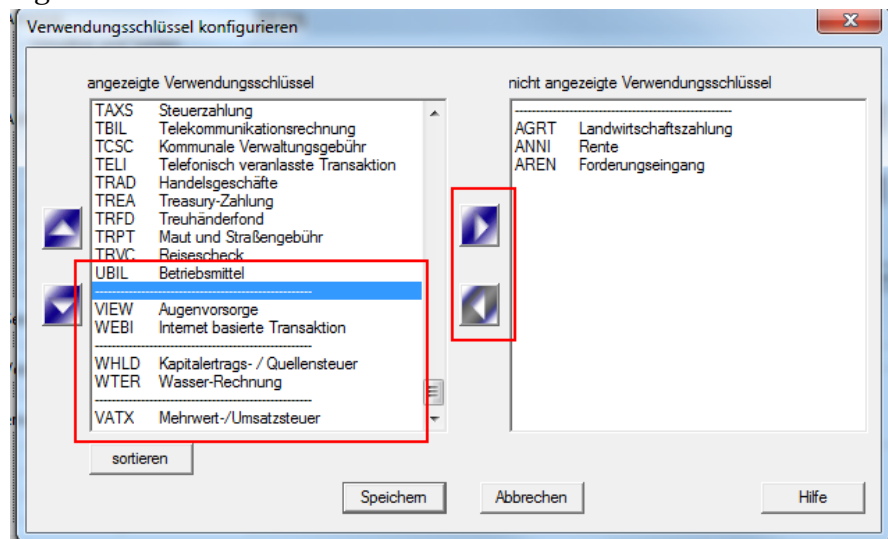 Verwendungsschlüssel konfigurieren
angezeigte Verwendungsschlüssel
TAXS Steuerzahlung
TBIL Telekommunikationsrechnung
TCSC Kommunale Verwaltungsgebühr
TELI Telefonisch veranlasste Transaktion
TRAD Handelsgeschäfte
TREA Treasury-Zahlung
TRFD Treuhänderfond
TRPT Maut und Straßengebühr
TRVC Reisescheck
UBIL Betriebsmittel
VIEW Augenvorsorge
WEBI Internet basierte Transaktion
WHLD Kapitalertrags- / Quellensteuer
WTER Wasser-Rechnung
VATX Mehrwert-/Umsatzsteuer
nicht angezeigte Verwendungsschlüssel
AGRT Landwirtschaftszahlung
ANNI Rente
AREN Forderungseingang
sortieren
Speichern
Abbrechen
Hilfe